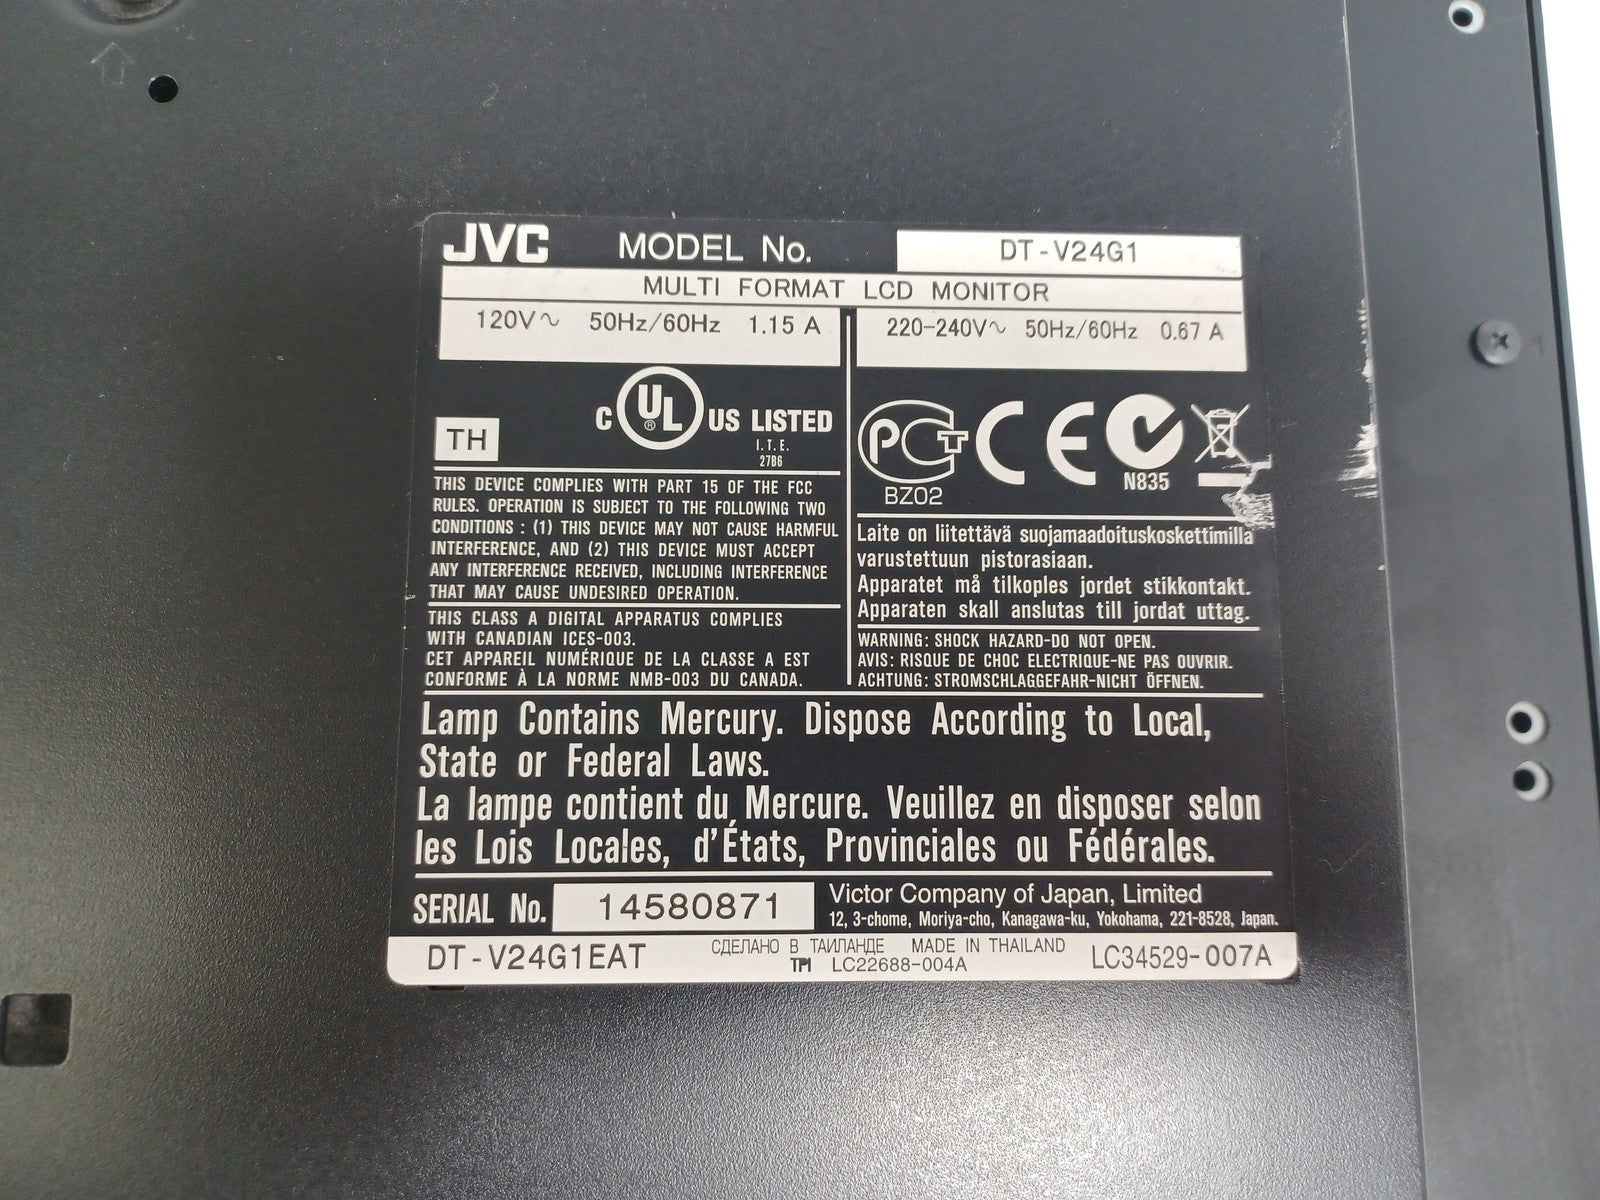 JVC MODEL No. DT-V24G1
MULTI FORMAT LCD MONITOR
120V~ 50Hz/60Hz 1.15 A
220-240V~ 50Hz/60Hz 0.67 A
TH
C UL ® US LISTED
I.T.E.
27B6
THIS DEVICE COMPLIES WITH PART 15 OF THE FCC
RULES. OPERATION IS SUBJECT TO THE FOLLOWING TWO
CONDITIONS : (1) THIS DEVICE MAY NOT CAUSE HARMFUL
INTERFERENCE, AND (2) THIS DEVICE MUST ACCEPT
ANY INTERFERENCE RECEIVED, INCLUDING INTERFERENCE
THAT MAY CAUSE UNDESIRED OPERATION.
THIS CLASS A DIGITAL APPARATUS COMPLIES
WITH CANADIAN ICES-003.
CET APPAREIL NUMÉRIQUE DE LA CLASSE A EST
CONFORME À LA NORME NMB-003 DU CANADA.
PCT CE
BZ02
N835
Laite on liitettävä suojamaadoituskoskettimilla
varustettuun pistorasiaan.
Apparatet må tilkoples jordet stikkontakt.
Apparaten skall anslutas till jordat uttag.
WARNING: SHOCK HAZARD-DO NOT OPEN.
AVIS: RISQUE DE CHOC ELECTRIQUE-NE PAS OUVRIR.
ACHTUNG: STROMSCHLAGGEFAHR-NICHT ÖFFNEN.
Lamp Contains Mercury. Dispose According to Local,
State or Federal Laws.
La lampe contient du Mercure. Veuillez en disposer selon
les Lois Locales, d'États, Provinciales ou Fédérales.
SERIAL No. 14580871
Victor Company of Japan, Limited
12, 3-chome, Moriya-cho, Kanagawa-ku, Yokohama, 221-8528, Japan.
DT-V24G1EAT
СДЕЛАНО В ТАИЛАНДЕ MADE IN THAILAND
TPI LC22688-004A
LC34529-007A